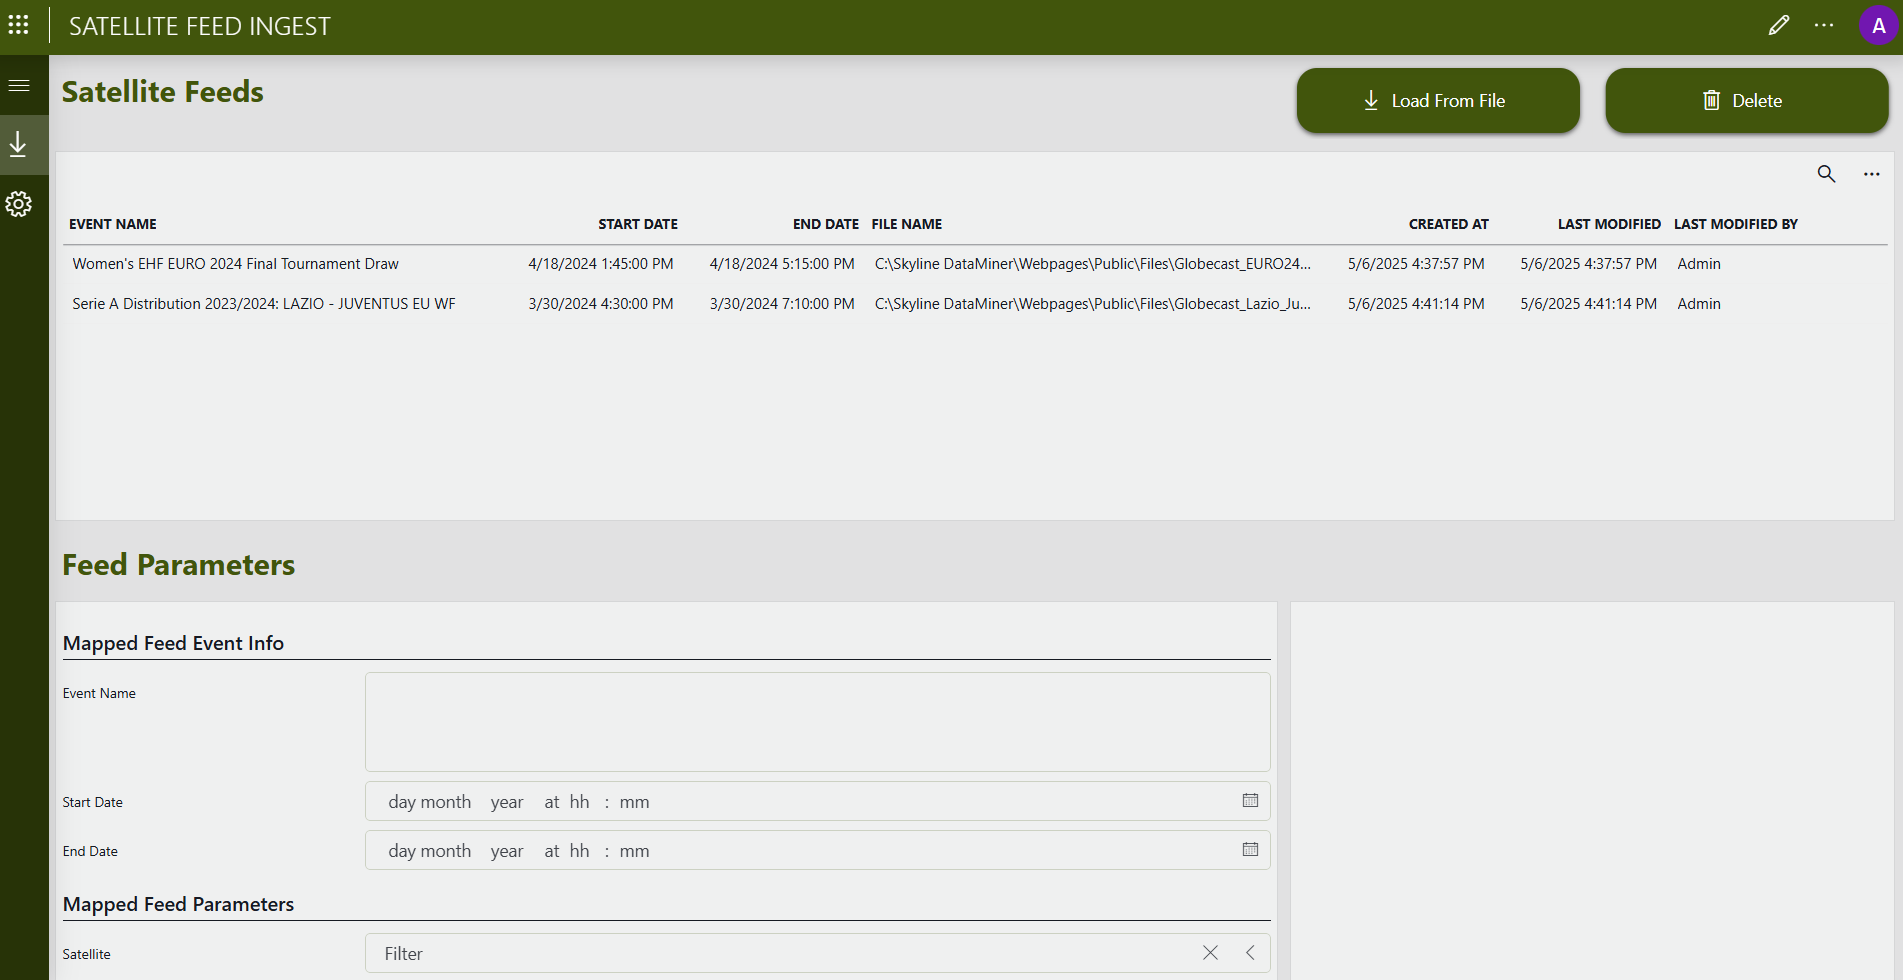 SATELLITE FEED INGEST
A
Satellite Feeds
Load From File
Delete
EVENT NAME START DATE END DATE FILE NAME CREATED AT LAST MODIFIED LAST MODIFIED BY
Women's EHF EURO 2024 Final Tournament Draw 4/18/2024 1:45:00 PM 4/18/2024 5:15:00 PM C:\Skyline DataMiner\Webpages\Public\Files\Globecast_EURO24... 5/6/2025 4:37:57 PM 5/6/2025 4:37:57 PM Admin
Serie A Distribution 2023/2024: LAZIO - JUVENTUS EU WF 3/30/2024 4:30:00 PM 3/30/2024 7:10:00 PM C:\Skyline DataMiner\Webpages\Public\Files\Globecast_Lazio_Ju... 5/6/2025 4:41:14 PM 5/6/2025 4:41:14 PM Admin
Feed Parameters
Mapped Feed Event Info
Event Name
Start Date day month year at hh : mm
End Date day month year at hh : mm
Mapped Feed Parameters
Satellite Filter